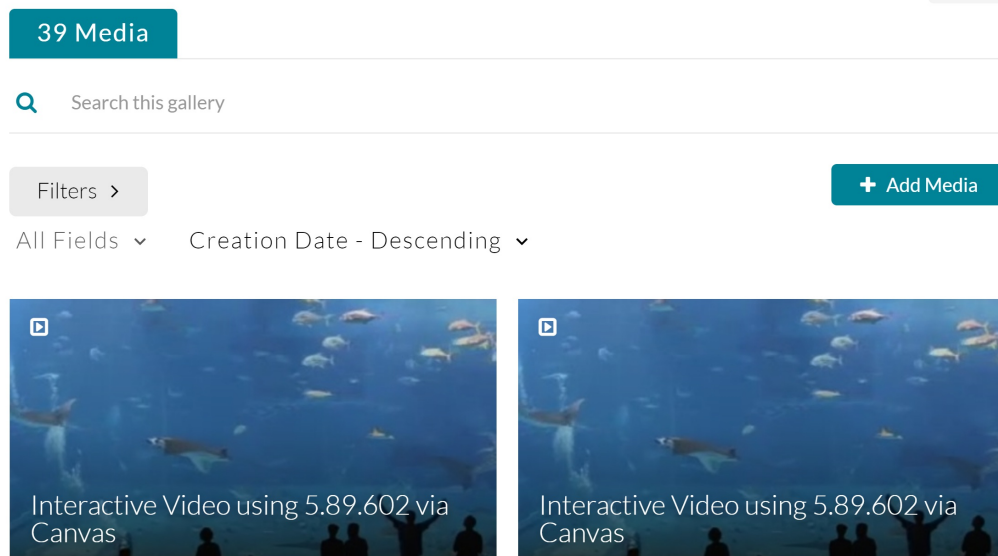 39 Media
Search this gallery
Filters
Add Media
All Fields
Creation Date - Descending
Interactive Video using 5.89.602 via
Canvas
Interactive Video using 5.89.602 via
Canvas